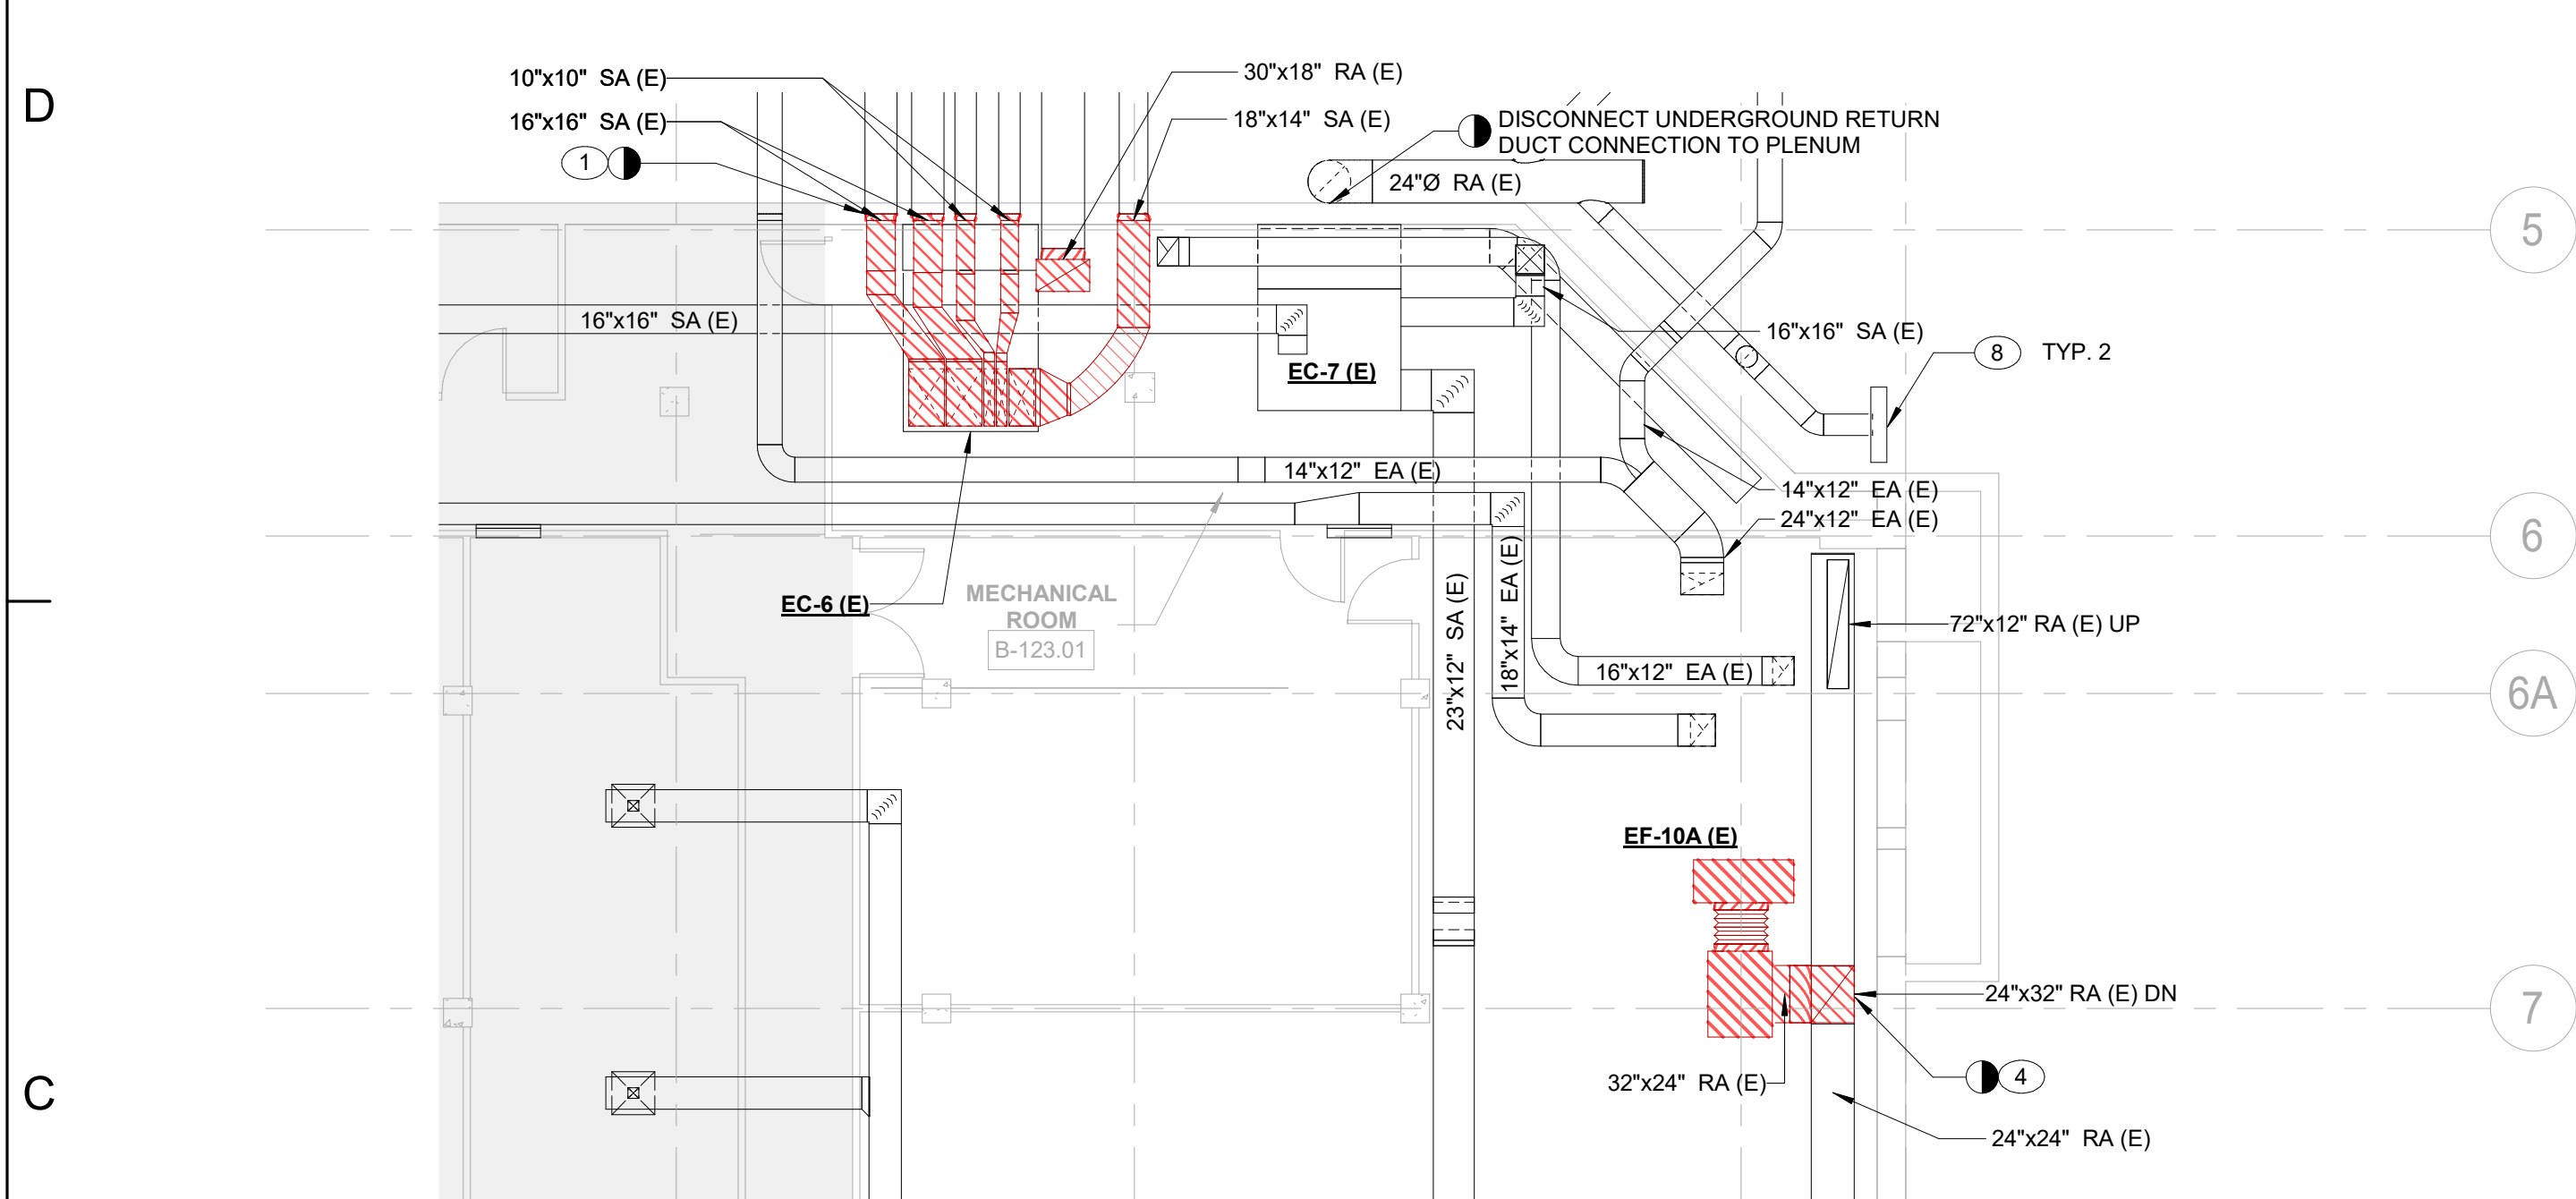 D
10"x10" SA (E)
16"x16" SA (E)
1
30"x18" RA (E)
18"x14" SA (E)
DISCONNECT UNDERGROUND RETURN
DUCT CONNECTION TO PLENUM
24"Ø RA (E)
5
16"x16" SA (E)
16"x16" SA (E)
8 TYP. 2
EC-7 (E)
14"x12" EA (E)
14"x12" EA (E)
24"x12" EA (E)
6
EC-6 (E)
MECHANICAL
ROOM
B-123.01
23"x12" SA (E)
18"x14" EA (E)
72"x12" RA (E) UP
16"x12" EA (E)
6A
EF-10A (E)
24"x32" RA (E) DN
7
32"x24" RA (E)
4
C
24"x24" RA (E)